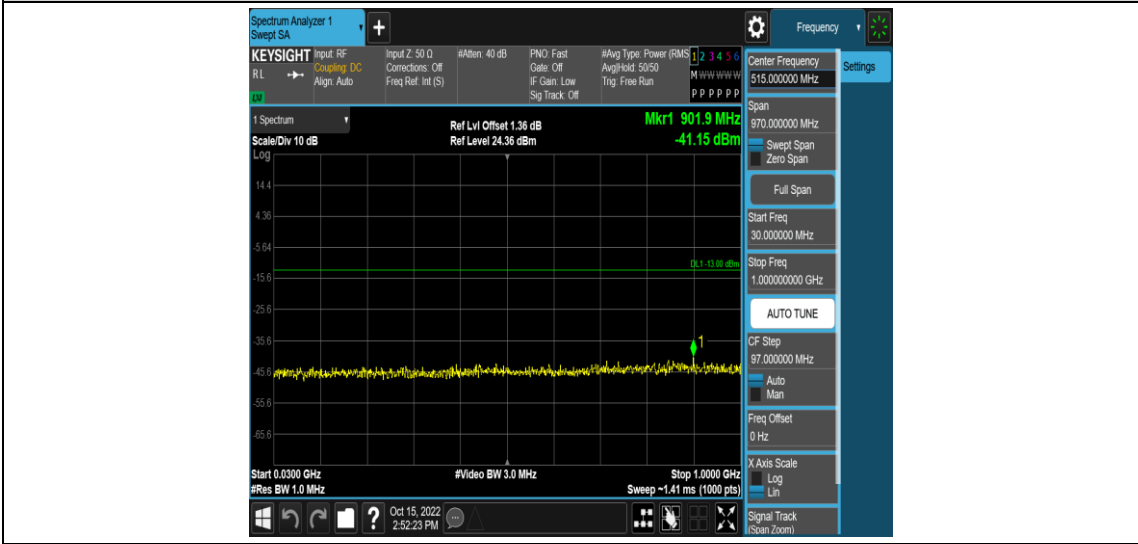 Spectrum Analyzer 1
Swept SA
+
Frequency
KEYSIGHT
RL
Input: RF
Coupling: DC
Align: Auto
Input Z: 50 Ω
Corrections: Off
Freq Ref: Int (S)
#Atten: 40 dB
PNO: Fast
Gate: Off
IF Gain: Low
Sig Track: Off
#Avg Type: Power (RMS
Avg|Hold: 50/50
Trig: Free Run
1 2 3 4 5 6
M W W W W W
P P P P P P
1 Spectrum
Scale/Div 10 dB
Log
Ref Lvl Offset 1.36 dB
Ref Level 24.36 dBm
Mkr1 901.9 MHz
-41.15 dBm
14.4
4.36
-5.64
DL1 -13.00 dBm
-15.6
-25.6
-35.6
1
-45.6
-55.6
-65.6
Start 0.0300 GHz
#Video BW 3.0 MHz
Stop 1.0000 GHz
#Res BW 1.0 MHz
Sweep ~1.41 ms (1000 pts)
?
Oct 15, 2022
2:52:23 PM
Center Frequency
515.000000 MHz
Settings
Span
970.000000 MHz
Swept Span
Zero Span
Full Span
Start Freq
30.000000 MHz
Stop Freq
1.000000000 GHz
AUTO TUNE
CF Step
97.000000 MHz
Auto
Man
Freq Offset
0 Hz
X Axis Scale
Log
Lin
Signal Track
(Span Zoom)